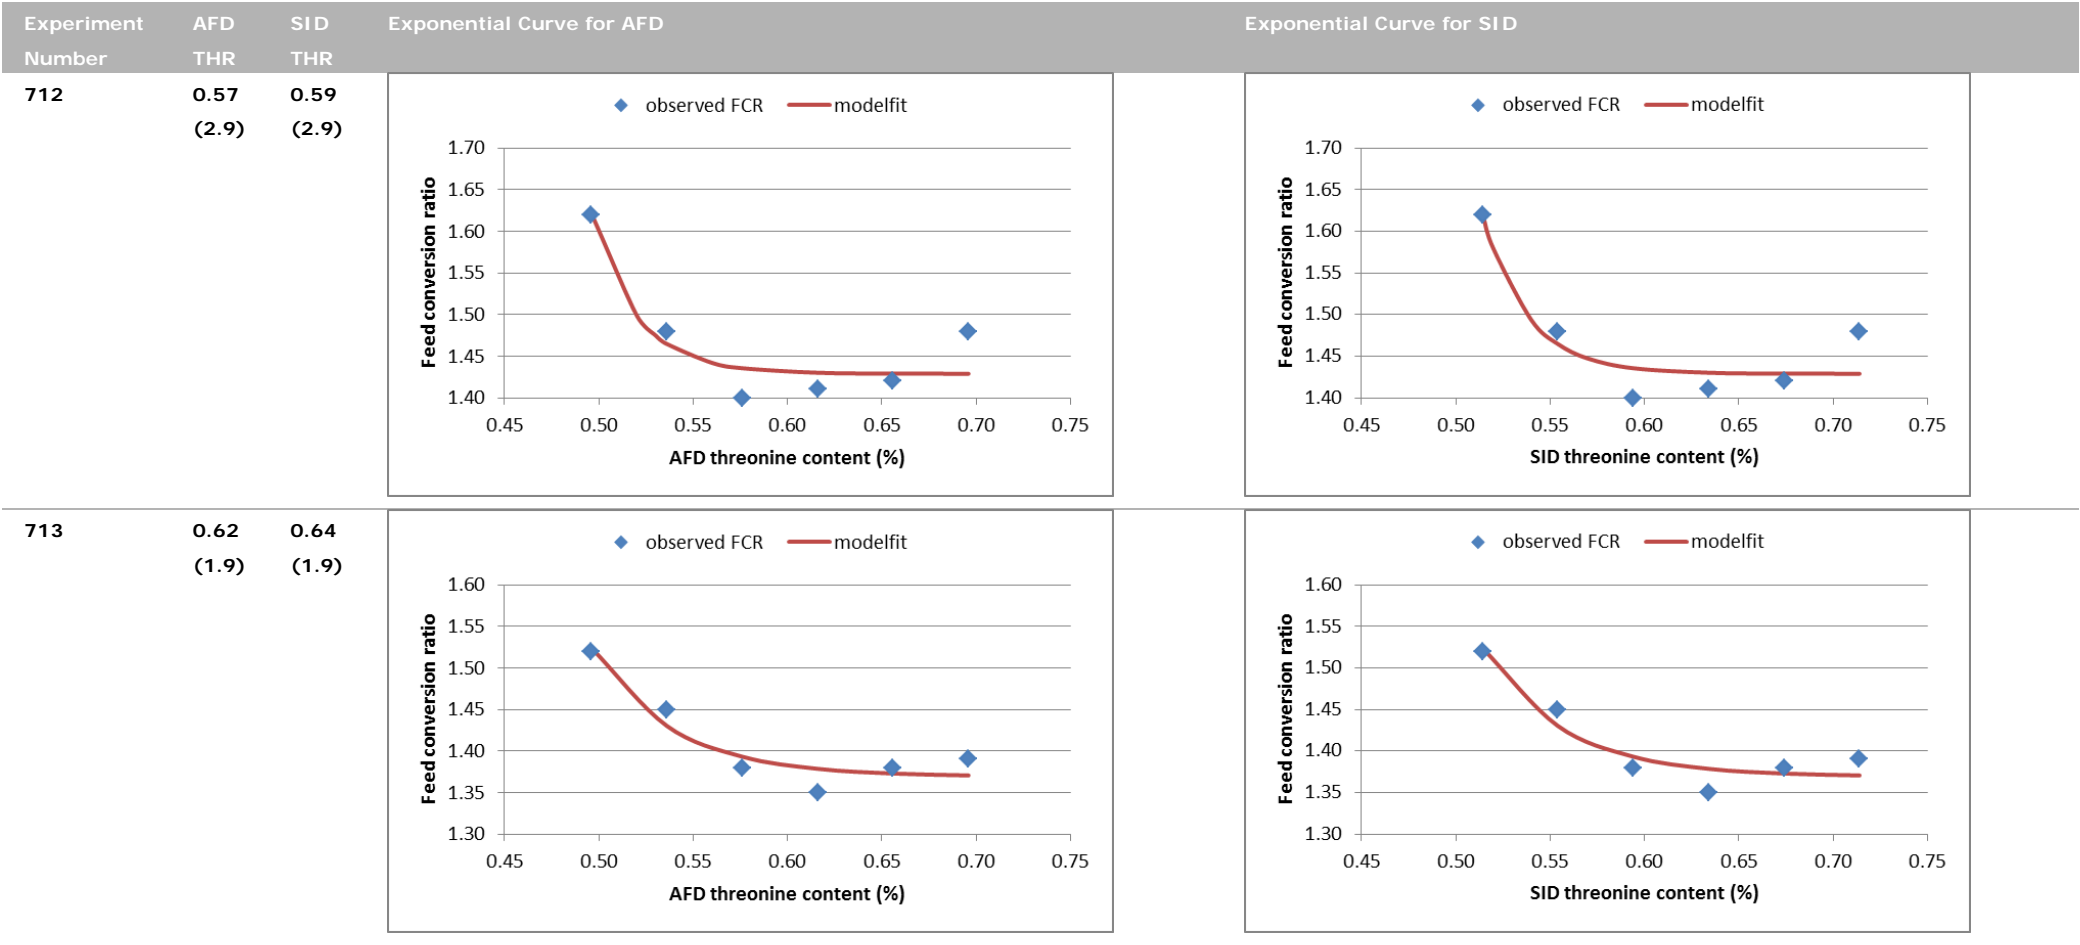 Experiment Number AFD THR SID THR Exponential Curve for AFD Exponential Curve for SID
712 0.57 (2.9) 0.59 (2.9)
observed FCR modelfit
1.70
1.65
1.60
1.55
1.50
1.45
1.40
Feed conversion ratio
0.45 0.50 0.55 0.60 0.65 0.70 0.75
AFD threonine content (%)
observed FCR modelfit
1.70
1.65
1.60
1.55
1.50
1.45
1.40
Feed conversion ratio
0.45 0.50 0.55 0.60 0.65 0.70 0.75
SID threonine content (%)
713 0.62 (1.9) 0.64 (1.9)
observed FCR modelfit
1.60
1.55
1.50
1.45
1.40
1.35
1.30
Feed conversion ratio
0.45 0.50 0.55 0.60 0.65 0.70 0.75
AFD threonine content (%)
observed FCR modelfit
1.60
1.55
1.50
1.45
1.40
1.35
1.30
Feed conversion ratio
0.45 0.50 0.55 0.60 0.65 0.70 0.75
SID threonine content (%)